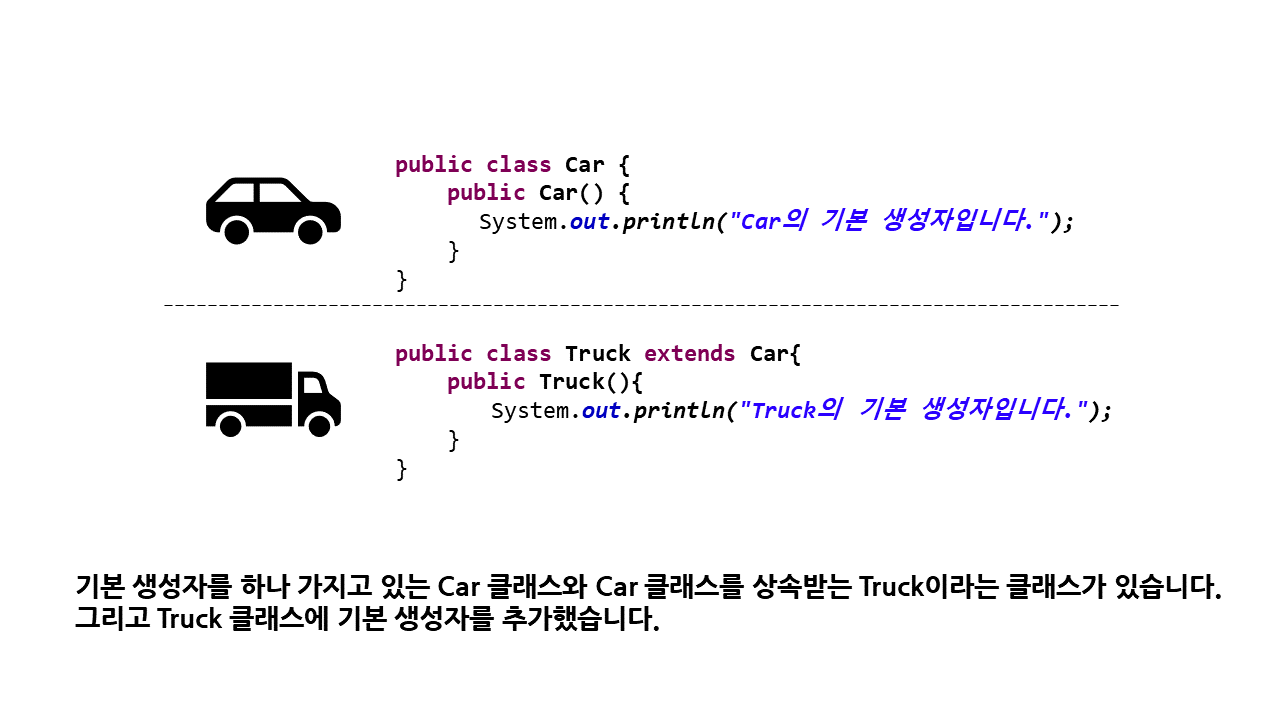 public class Car {
public Car() {
System.out.println("Car의 기본 생성자입니다.");
}
}
public class Truck extends Car{
public Truck(){
System.out.println("Truck의 기본 생성자입니다.");
}
}
기본 생성자를 하나 가지고 있는 Car 클래스와 Car 클래스를 상속받는 Truck이라는 클래스가 있습니다.
그리고 Truck 클래스에 기본 생성자를 추가했습니다.